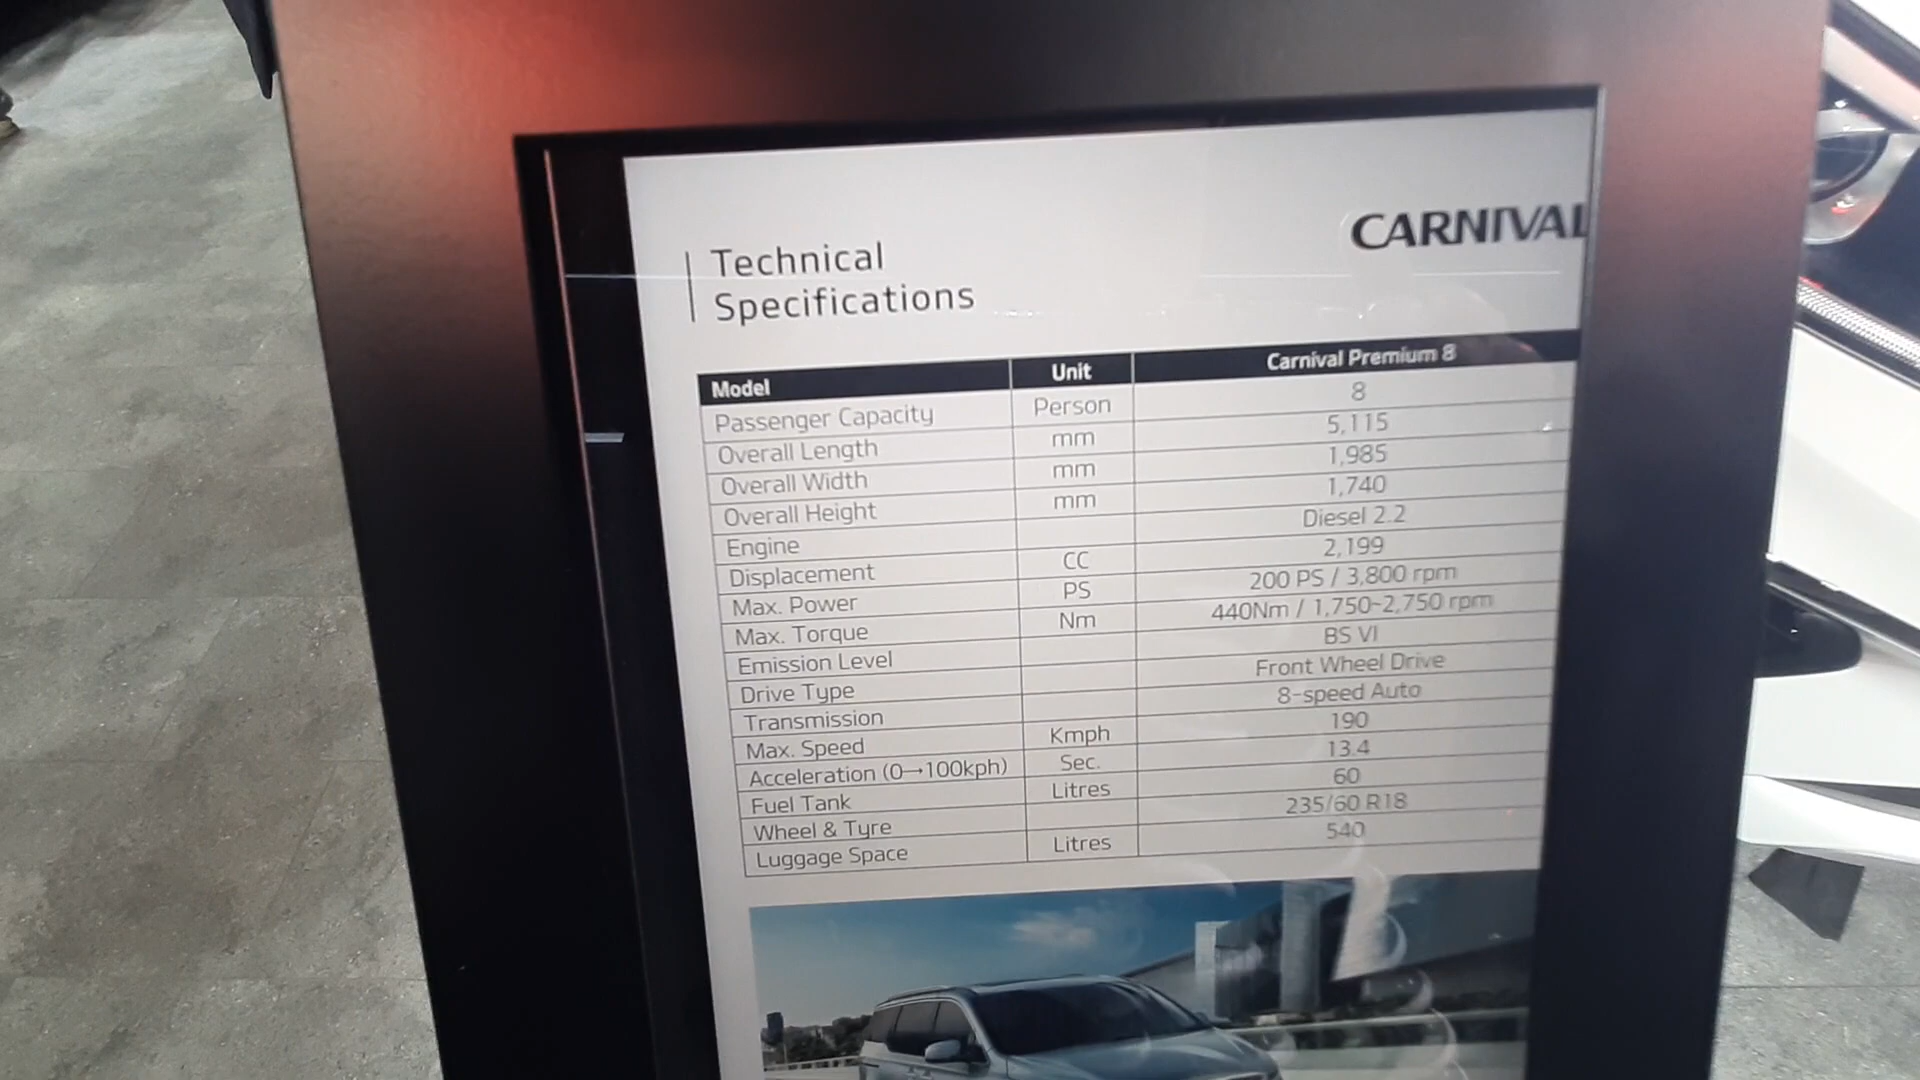 CARNIVAL
Technical
Specifications
Model Unit Carnival Premium 8
Passenger Capacity Person 8
Overall Length mm 5,115
Overall Width mm 1,985
Overall Height mm 1,740
Engine Diesel 2.2
Displacement CC 2,199
Max. Power PS 200 PS / 3,800 rpm
Max. Torque Nm 440Nm / 1,750~2,750 rpm
Emission Level BS VI
Drive Type Front Wheel Drive
Transmission 8-speed Auto
Max. Speed Kmph 190
Acceleration (0→100kph) Sec. 13.4
Fuel Tank Litres 60
Wheel & Tyre 235/60 R18
Luggage Space Litres 540